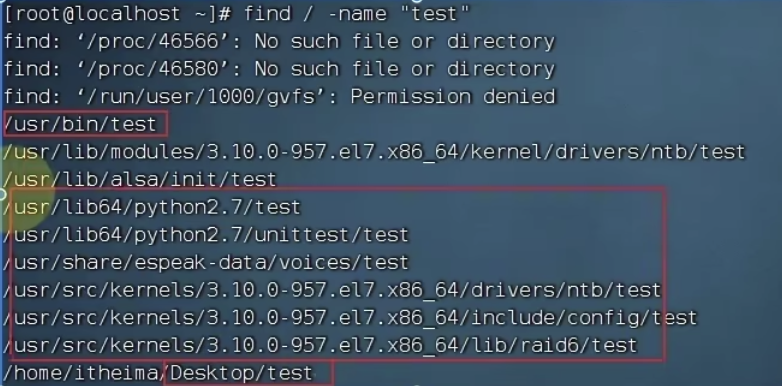 [root@localhost ~]# find / -name "test"
find: ‘/proc/46566’: No such file or directory
find: ‘/proc/46580’: No such file or directory
find: ‘/run/user/1000/gvfs’: Permission denied
/usr/bin/test
/usr/lib/modules/3.10.0-957.el7.x86_64/kernel/drivers/ntb/test
/usr/lib/alsa/init/test
/usr/lib64/python2.7/test
/usr/lib64/python2.7/unittest/test
/usr/share/espeak-data/voices/test
/usr/src/kernels/3.10.0-957.el7.x86_64/drivers/ntb/test
/usr/src/kernels/3.10.0-957.el7.x86_64/include/config/test
/usr/src/kernels/3.10.0-957.el7.x86_64/lib/raid6/test
/home/itheima/Desktop/test